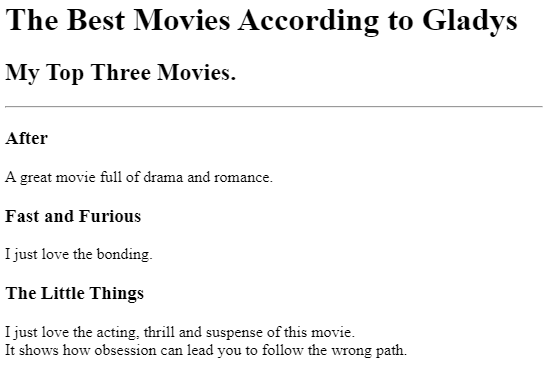 The Best Movies According to Gladys
My Top Three Movies.
After
A great movie full of drama and romance.
Fast and Furious
I just love the bonding.
The Little Things
I just love the acting, thrill and suspense of this movie.
It shows how obsession can lead you to follow the wrong path.